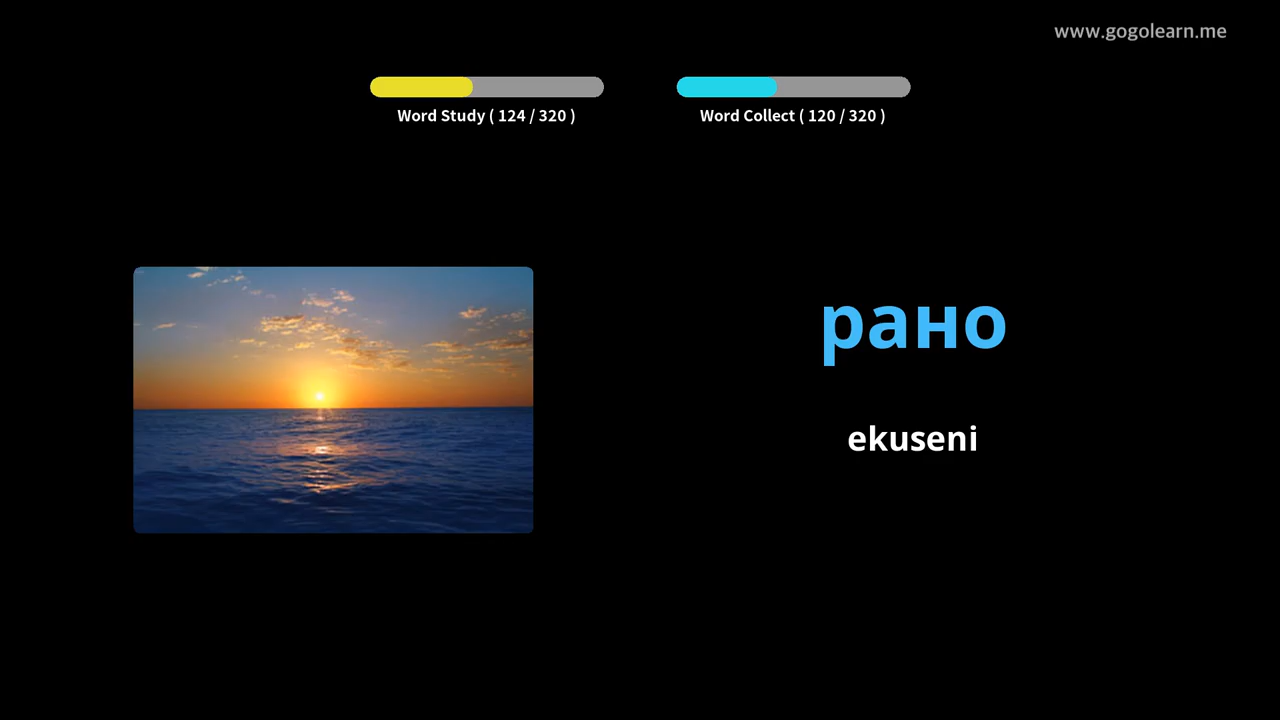 www.gogolearn.me
Word Study ( 124 / 320 )
Word Collect ( 120 / 320 )
рано
ekuseni